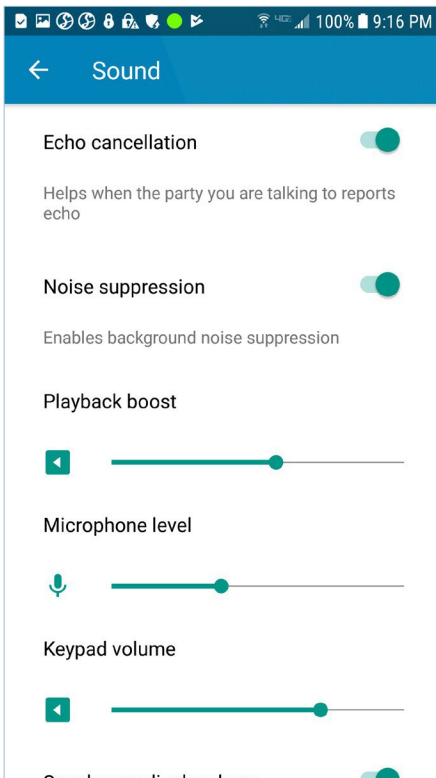 4G 100% 9:16 PM
Sound
Echo cancellation
Helps when the party you are talking to reports
echo
Noise suppression
Enables background noise suppression
Playback boost
Microphone level
Keypad volume